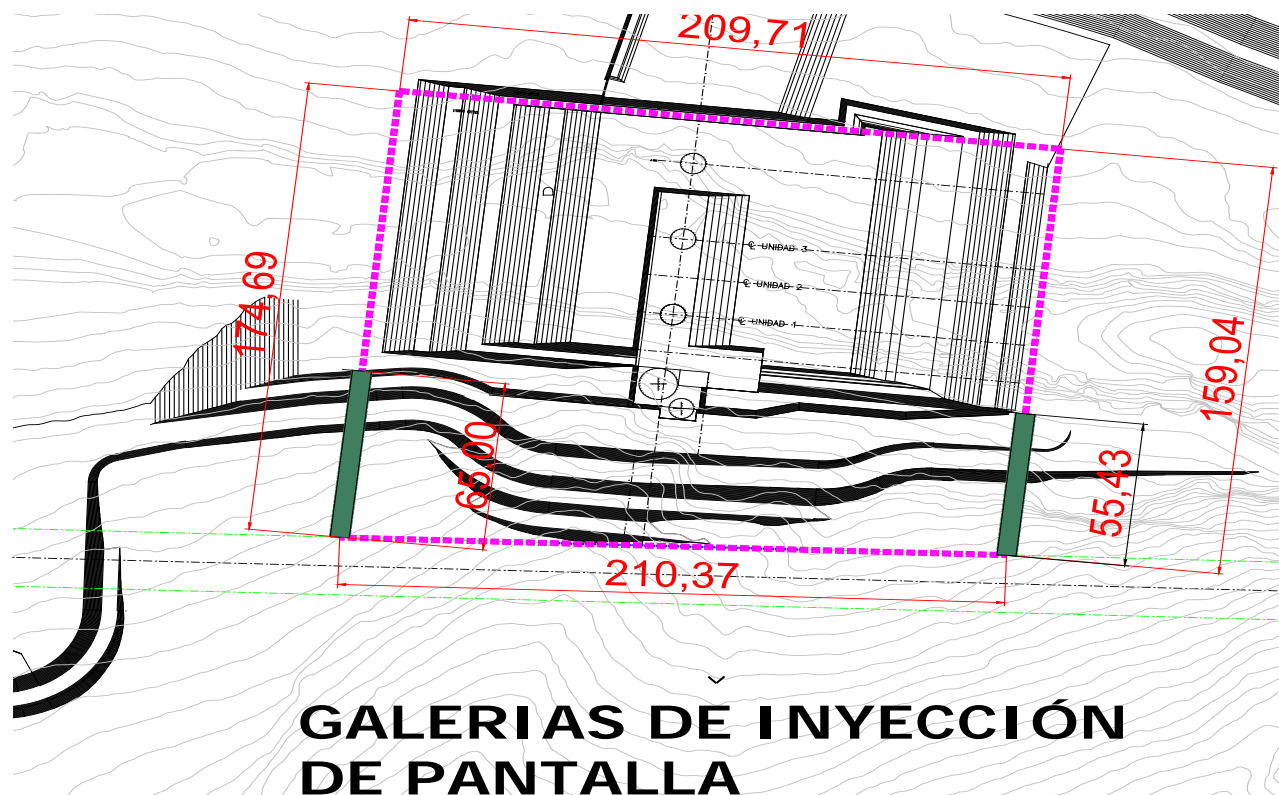 209,71
174,69
D
℄ UNIDAD 3
℄ UNIDAD 2
℄ UNIDAD 1
159,04
65,00
55,43
210,37
GALERIAS DE INYECCIÓN
DE PANTALLA